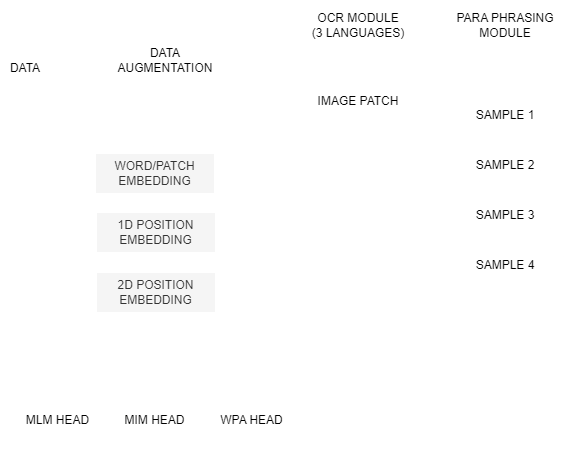 OCR MODULE
(3 LANGUAGES)
PARA PHRASING
MODULE
DATA
DATA
AUGMENTATION
IMAGE PATCH
SAMPLE 1
WORD/PATCH
EMBEDDING
SAMPLE 2
1D POSITION
EMBEDDING
SAMPLE 3
2D POSITION
EMBEDDING
SAMPLE 4
MLM HEAD
MIM HEAD
WPA HEAD